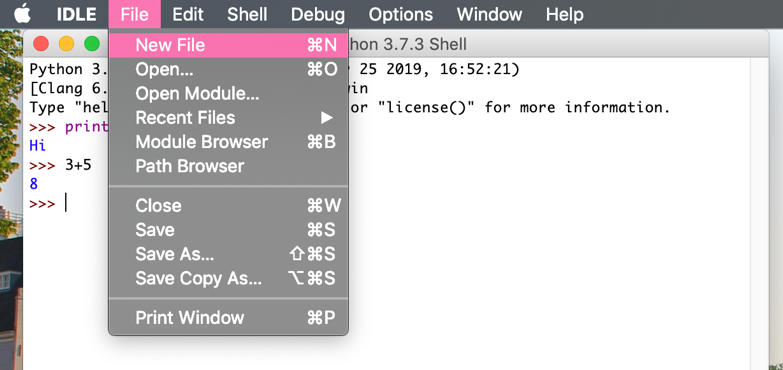 IDLE File Edit Shell Debug Options Window Help
hon 3.7.3 Shell
New File ⌘N
Open... ⌘O
Open Module...
Recent Files ▶
Module Browser ⌘B
Path Browser
Close ⌘W
Save ⌘S
Save As... ⇧⌘S
Save Copy As... ⌥⌘S
Print Window ⌘P
Python 3. 25 2019, 16:52:21)
[Clang 6. win
Type "hel or "license()" for more information.
>>> print
Hi
>>> 3+5
8
>>>